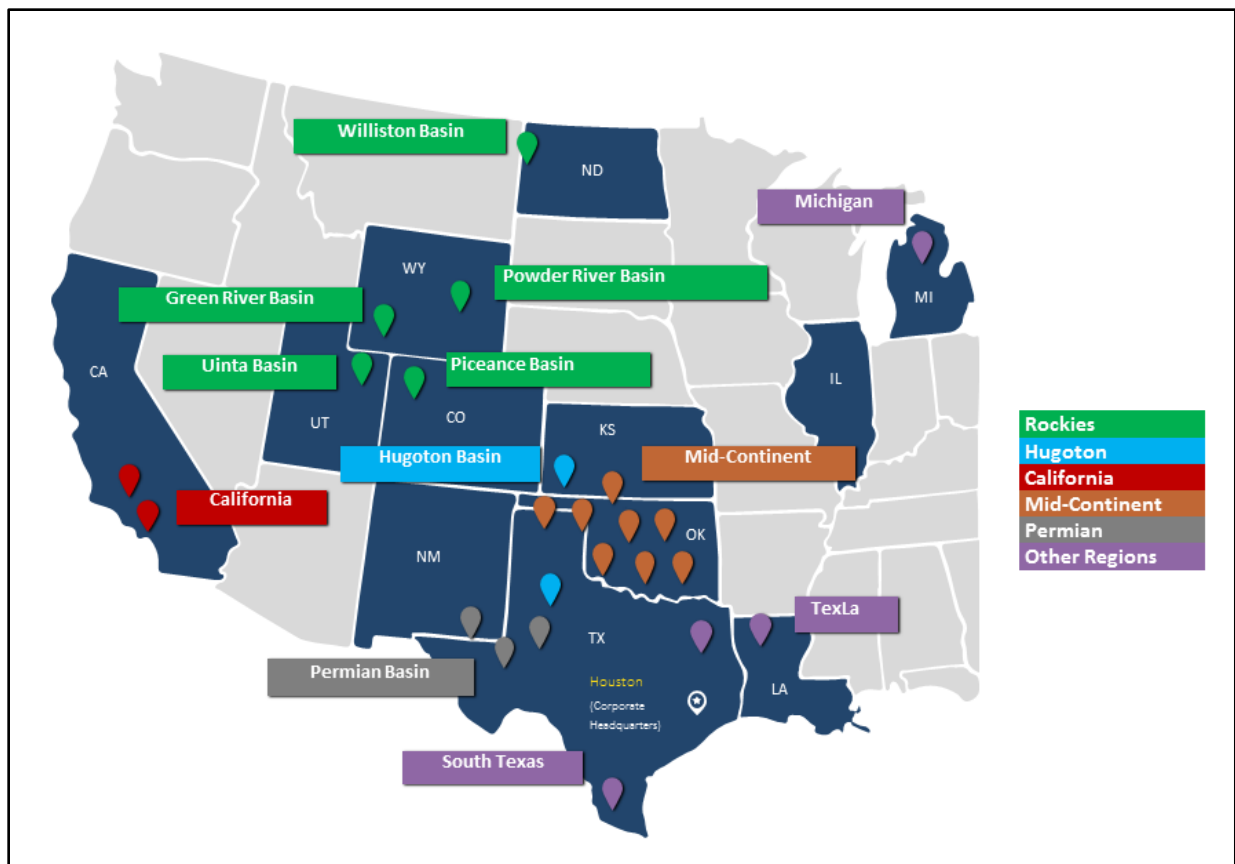 Williston Basin
ND
Michigan
WY
Powder River Basin
Green River Basin
MI
CA
Uinta Basin
Piceance Basin
IL
UT
CO
KS
Hugoton Basin
Mid-Continent
Rockies
Hugoton
California
Mid-Continent
Permian
Other Regions
California
OK
NM
TexLa
TX
Permian Basin
Houston
(Corporate
Headquarters)
LA
South Texas